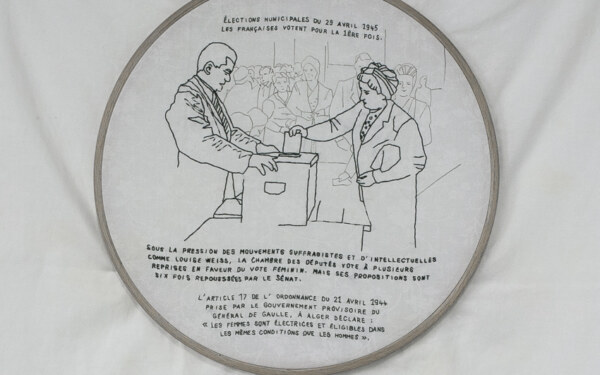 ÉLECTIONS MUNICIPALES DU 29 AVRIL 1945
LES FRANÇAISES VOTENT POUR LA 1ÈRE FOIS.
SOUS LA PRESSION DES MOUVEMENTS SUFFRAGISTES ET D'INTELLECTUELLES
COMME LOUISE WEISS, LA CHAMBRE DES DÉPUTÉS VOTE À PLUSIEURS
REPRISES EN FAVEUR DU VOTE FEMININ. MAIS SES PROPOSITIONS SONT
SIX FOIS REPOUSSÉES PAR LE SÉNAT.
L'ARTICLE 17 DE L'ORDONNANCE DU 21 AVRIL 1944
PRISE PAR LE GOUVERNEMENT PROVISOIRE DU
GÉNÉRAL DE GAULLE, À ALGER DÉCLARE :
« LES FEMMES SONT ÉLECTRICES ET ÉLIGIBLES DANS
LES MÊMES CONDITIONS QUE LES HOMMES ».